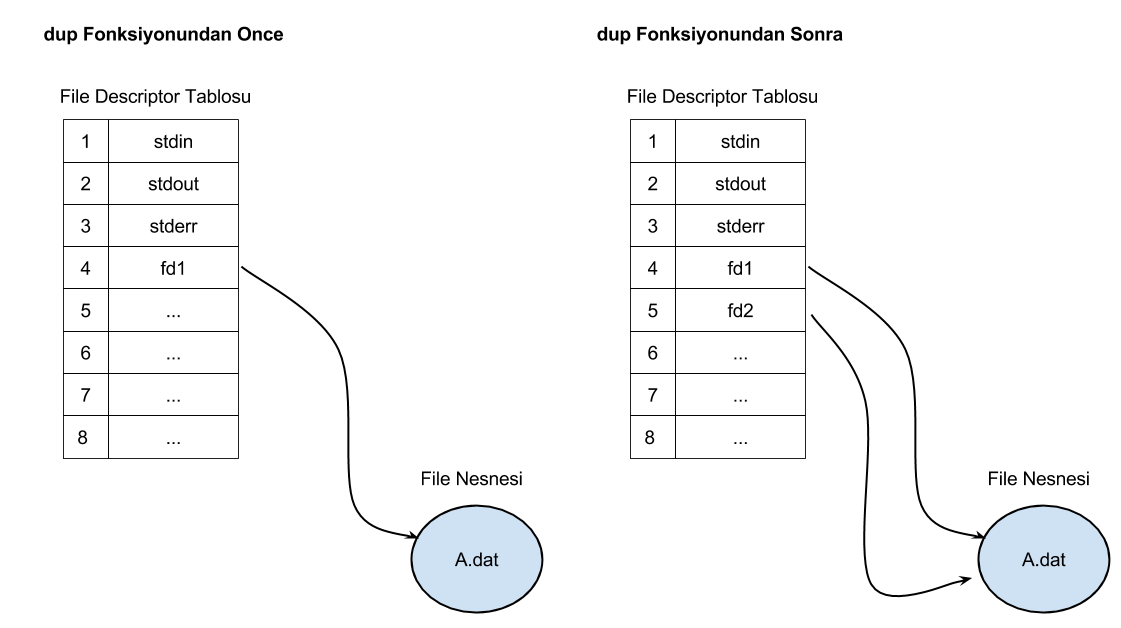 dup Fonksiyonundan Once
File Descriptor Tablosu
1 stdin
2 stdout
3 stderr
4 fd1
5 ...
6 ...
7 ...
8 ...
File Nesnesi
A.dat
dup Fonksiyonundan Sonra
File Descriptor Tablosu
1 stdin
2 stdout
3 stderr
4 fd1
5 fd2
6 ...
7 ...
8 ...
File Nesnesi
A.dat